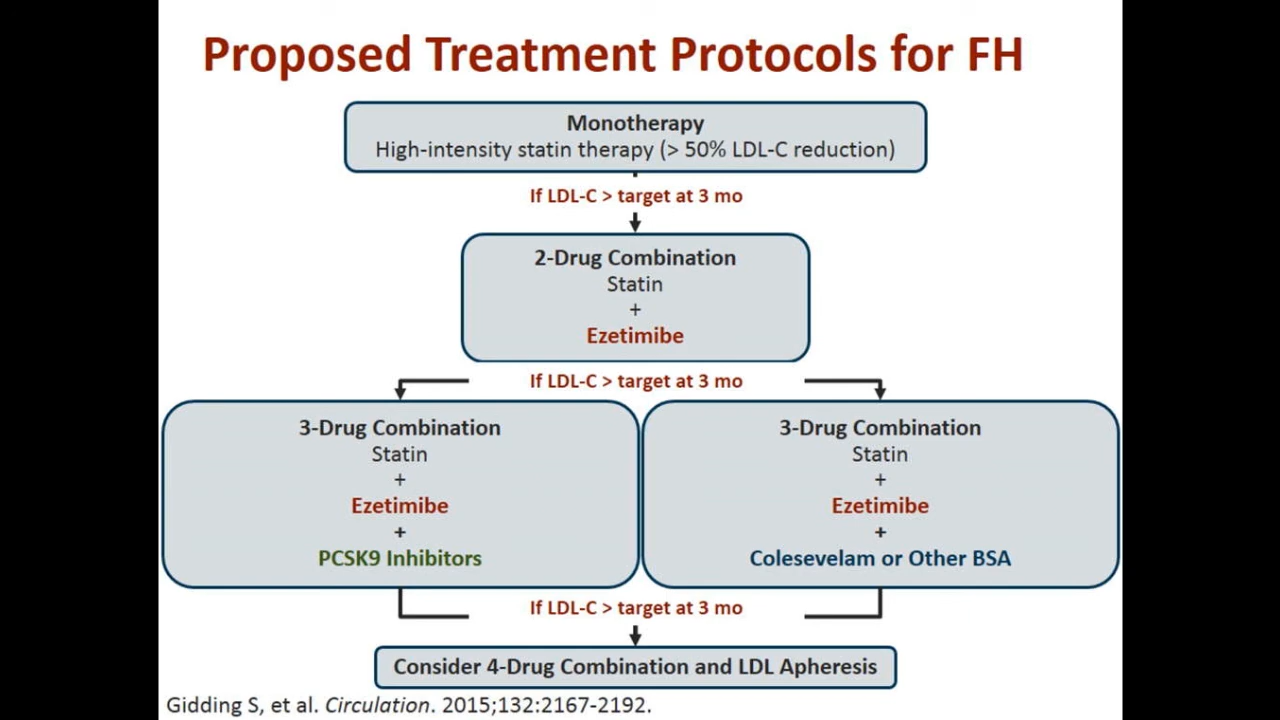 Proposed Treatment Protocols for FH
Monotherapy
High-intensity statin therapy (> 50% LDL-C reduction)
If LDL-C > target at 3 mo
2-Drug Combination
Statin
+
Ezetimibe
If LDL-C > target at 3 mo
3-Drug Combination
Statin
+
Ezetimibe
+
PCSK9 Inhibitors
3-Drug Combination
Statin
+
Ezetimibe
+
Colesevelam or Other BSA
If LDL-C > target at 3 mo
Consider 4-Drug Combination and LDL Apheresis
Gidding S, et al. Circulation. 2015;132:2167-2192.